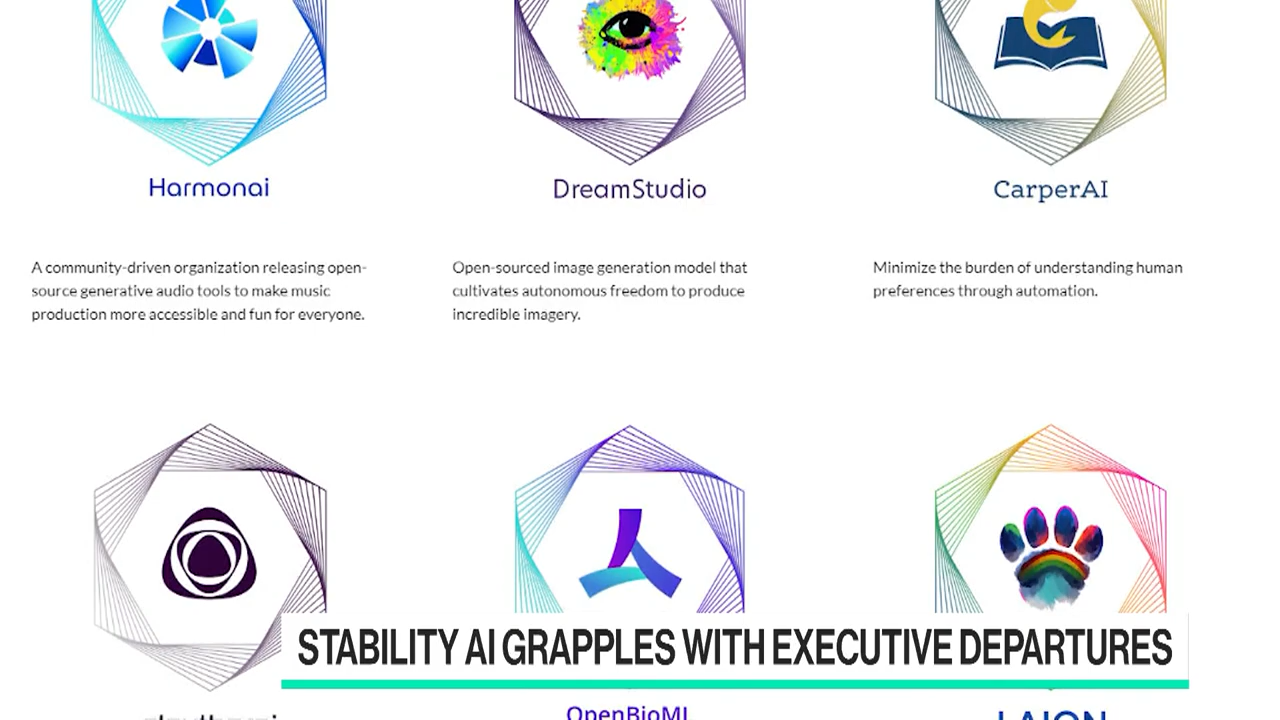 Harmonai
DreamStudio
CarperAI
A community-driven organization releasing open-
source generative audio tools to make music
production more accessible and fun for everyone.
Open-sourced image generation model that
cultivates autonomous freedom to produce
incredible imagery.
Minimize the burden of understanding human
preferences through automation.
STABILITY AI GRAPPLES WITH EXECUTIVE DEPARTURES
OpenBioML
LAION